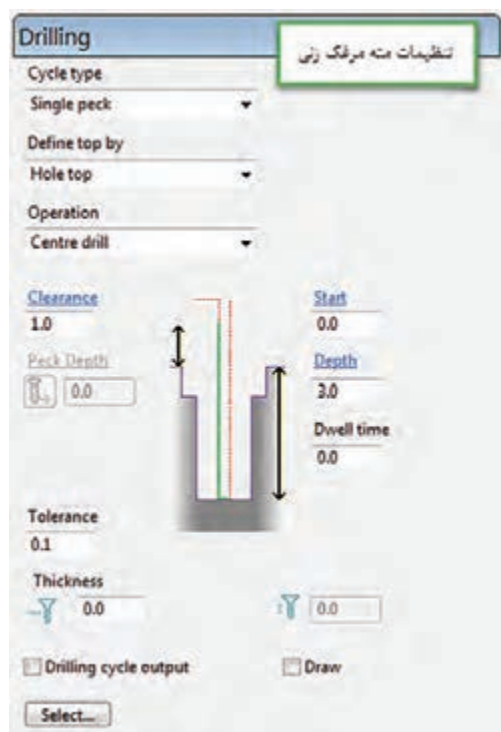 Drilling
تنظیمات مته مرغک زنی
Cycle type
Single peck
Define top by
Hole top
Operation
Centre drill
Clearance
1.0
Start
0.0
Peck Depth
0.0
Depth
3.0
Dwell time
0.0
Tolerance
0.1
Thickness
0.0
0.0
Drilling cycle output
Draw
Select...